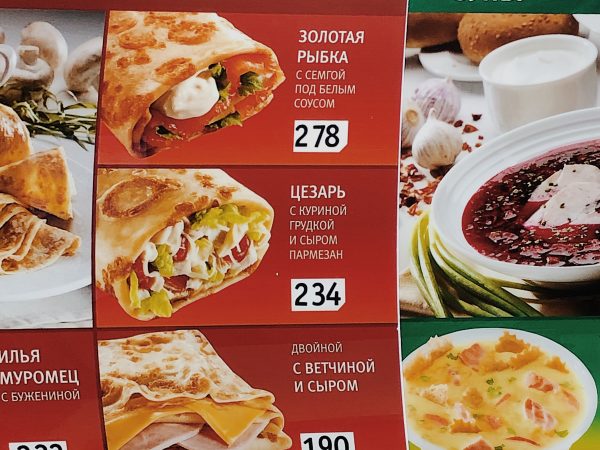 ЗОЛОТАЯ
РЫБКА
С СЕМГОЙ
ПОД БЕЛЫМ
СОУСОМ
278
ЦЕЗАРЬ
С КУРИНОЙ
ГРУДКОЙ
И СЫРОМ
ПАРМЕЗАН
234
ИЛЬЯ
МУРОМЕЦ
С БУЖЕНИНОЙ
ДВОЙНОЙ
С ВЕТЧИНОЙ
И СЫРОМ
190